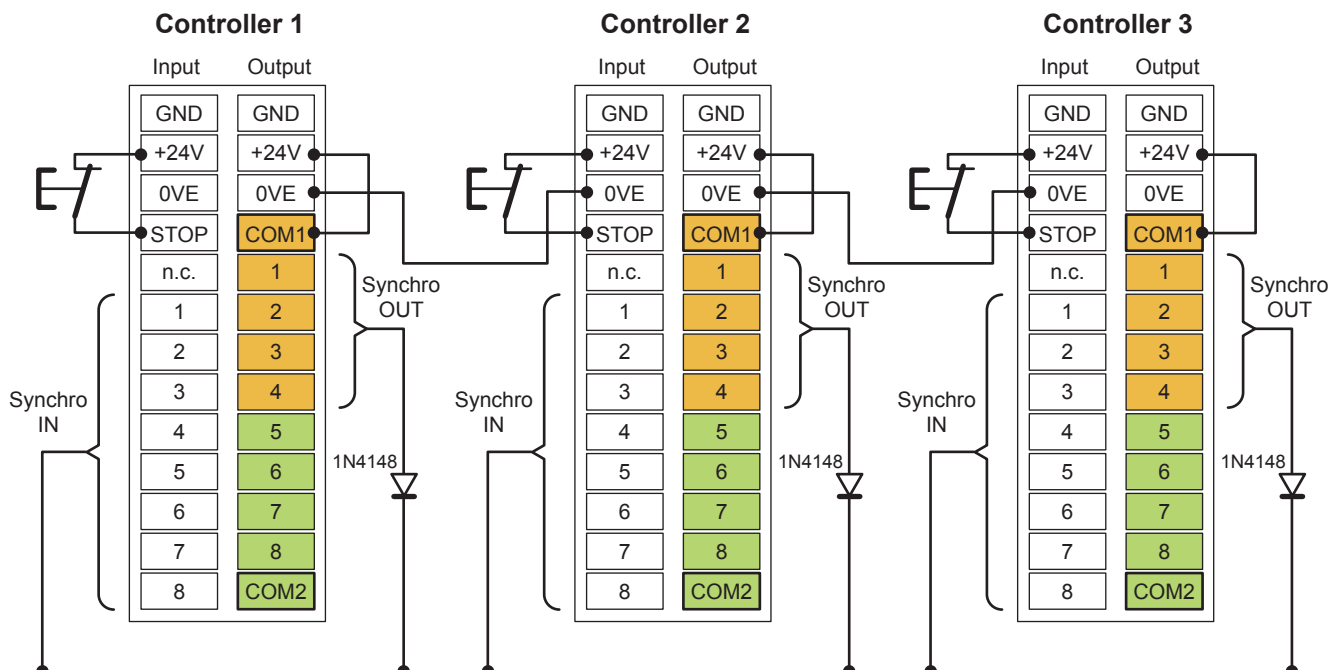 Controller 1
Controller 2
Controller 3
Input Output
Input Output
Input Output
GND GND
GND GND
GND GND
+24V +24V
+24V +24V
+24V +24V
0VE 0VE
0VE 0VE
0VE 0VE
STOP COM1
STOP COM1
STOP COM1
n.c. 1
n.c. 1
n.c. 1
Synchro
OUT
Synchro
OUT
Synchro
OUT
1 2
1 2
1 2
2 3
2 3
2 3
3 4
3 4
3 4
Synchro
IN
Synchro
IN
Synchro
IN
4 5
4 5
4 5
1N4148
1N4148
1N4148
5 6
5 6
5 6
6 7
6 7
6 7
7 8
7 8
7 8
8 COM2
8 COM2
8 COM2